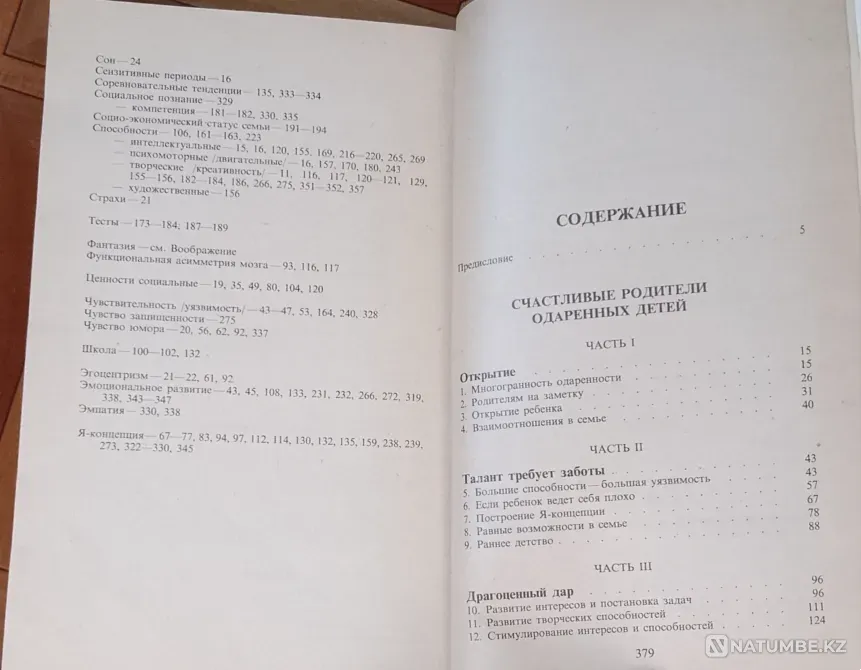 Сон—24
Сензитивные периоды—16
Соревновательные тенденции—135, 333—334
Социальное познание—329
— компетенция—181—182, 330, 335
Социо-экономический статус семьи—191—194
Способности—106, 161—163, 223
— интеллектуальные—15, 16, 120, 155, 169, 216—220, 265, 269
— психомоторные /двигательные/—16, 157, 170, 180, 243
— творческие /креативность/—11, 116, 117, 120—121, 129,
155—156, 182—184, 186, 266, 275, 351—352, 357
— художественные—156
Страхи—21
Тесты—173—184; 187—189
Фантазия—см. Воображение
Функциональная асимметрия мозга—93, 116, 117
Ценности социальные—19, 35, 49, 80, 104, 120
Чувствительность /уязвимость/—43—47, 53, 164, 240, 328
Чувство защищенности—275
Чувство юмора—20, 56, 62, 92, 337
Школа—100—102, 132
Эгоцентризм—21—22, 61, 92
Эмоциональное развитие—43, 45, 108, 133, 231, 232, 266, 272, 319,
338, 343—347
Эмпатия—330, 338
Я-концепция—67—77, 83, 94, 97, 112, 114, 130, 132, 135, 159, 238, 239,
273, 322—330, 345
СОДЕРЖАНИЕ
Предисловие . . . . . . . . . . . . . . 5
СЧАСТЛИВЫЕ РОДИТЕЛИ
ОДАРЕННЫХ ДЕТЕЙ
ЧАСТЬ I
Открытие . . . . . . . . . . . . . 15
1. Многогранность одаренности . . . . . . . 15
2. Родителям на заметку . . . . . . . . . 26
3. Открытие ребенка . . . . . . . . . . 31
4. Взаимоотношения в семье . . . . . . . . 40
ЧАСТЬ II
Талант требует заботы . . . . . . . . . 43
5. Большие способности—большая уязвимость . . . . 43
6. Если ребенок ведет себя плохо . . . . . . . 57
7. Построение Я-концепции . . . . . . . . 67
8. Равные возможности в семье . . . . . . . 78
9. Раннее детство . . . . . . . . . . . 88
ЧАСТЬ III
Драгоценный дар . . . . . . . . . . . 96
10. Развитие интересов и постановка задач . . . . . 96
11. Развитие творческих способностей . . . . . . 111
12. Стимулирование интересов и способностей . . . . 124
379
NATUMBE.KZ